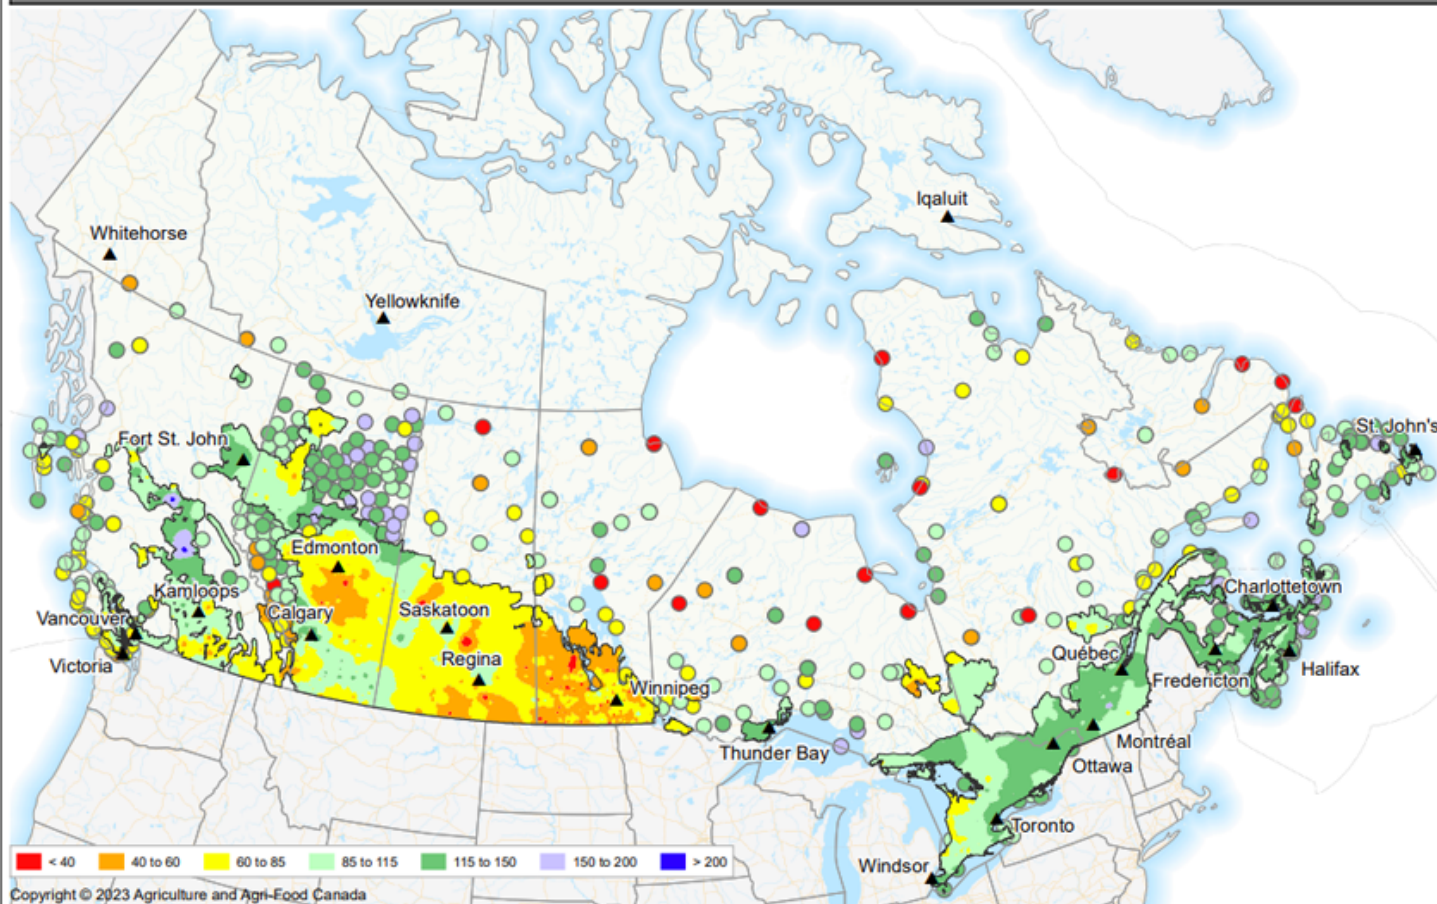 Iqaluit
Whitehorse
Yellowknife
St. John's
Fort St. John
Edmonton
Kamloops
Charlottetown
Calgary
Saskatoon
Vancouver
Québec
Regina
Victoria
Halifax
Fredericton
Winnipeg
Montréal
Thunder Bay
Ottawa
Toronto
Windsor
< 40 40 to 60 60 to 85 85 to 115 115 to 150 150 to 200 > 200
Copyright © 2023 Agriculture and Agri-Food Canada